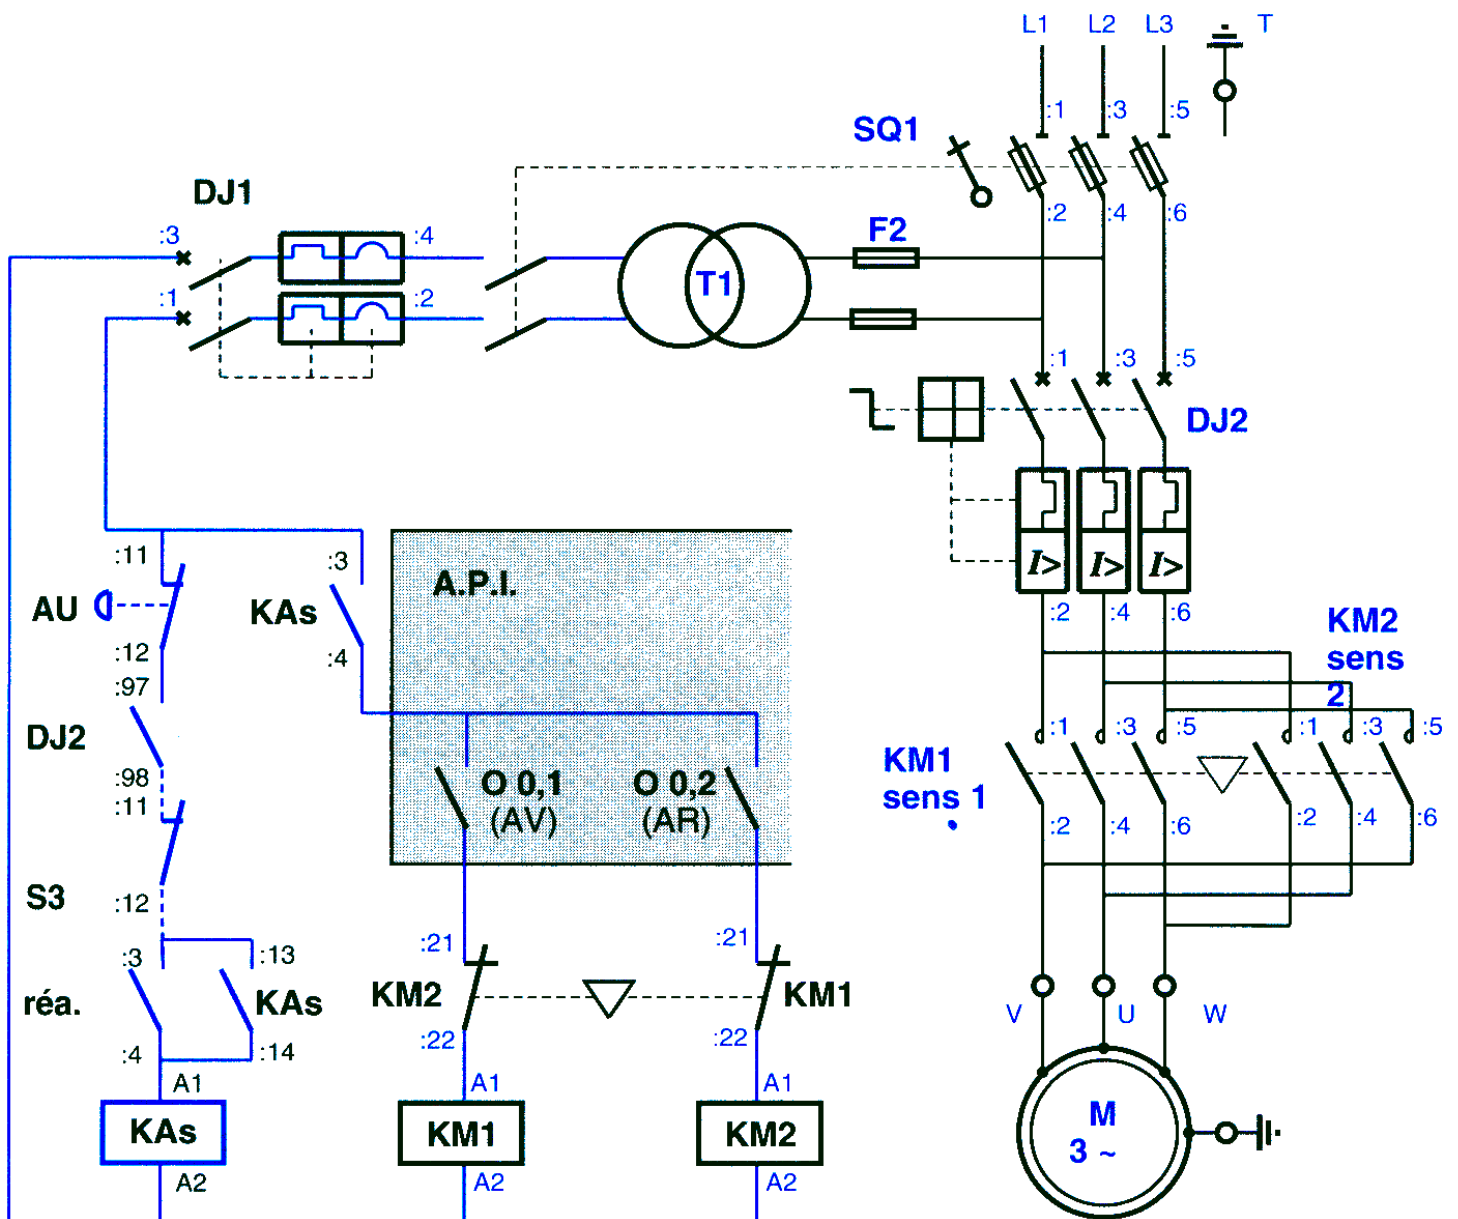 L1 L2 L3 T
:1 :3 :5
SQ1
DJ1
:2 :4 :6
:3 :4 F2
T1
:1 :2
:1 :3 :5
DJ2
I> I> I>
:11 :3 A.P.I.
AU KAs
:2 :4 :6
KM2
sens
2
:12 :4
:97
DJ2
:1 :3 :5 :1 :3 :5
KM1
sens 1
:98
:11
O 0,1 O 0,2
(AV) (AR)
:2 :4 :6 :2 :4 :6
S3 :12
:3 :13 :21 :21
réa. KAs KM2 KM1
V U W
:4 :14 :22 :22
A1 A1 A1
KAs KM1 KM2
M
3 ~
A2 A2 A2